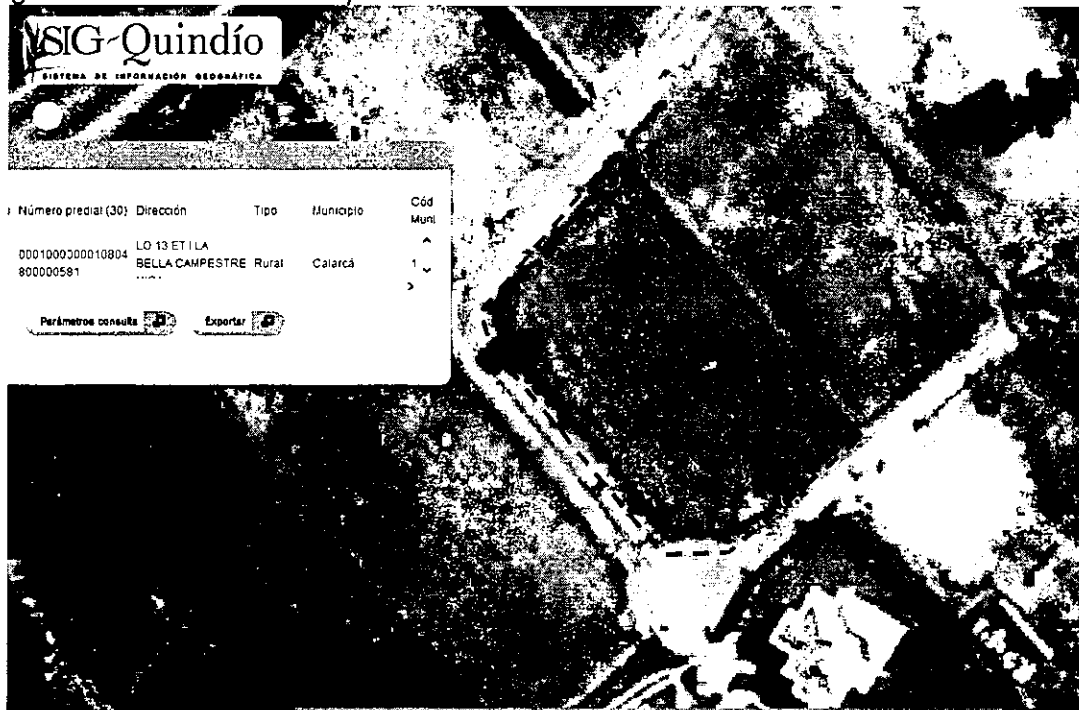 SIG-Quindío
SISTEMA DE INFORMACIÓN GEOGRÁFICA
Número predial (30) Dirección Tipo Municipio Cód Muni
LO 13 ET I LA
0001000000010804 BELLA CAMPESTRE Rural Calarcá 1
800000581
Parámetros consulta Exportar